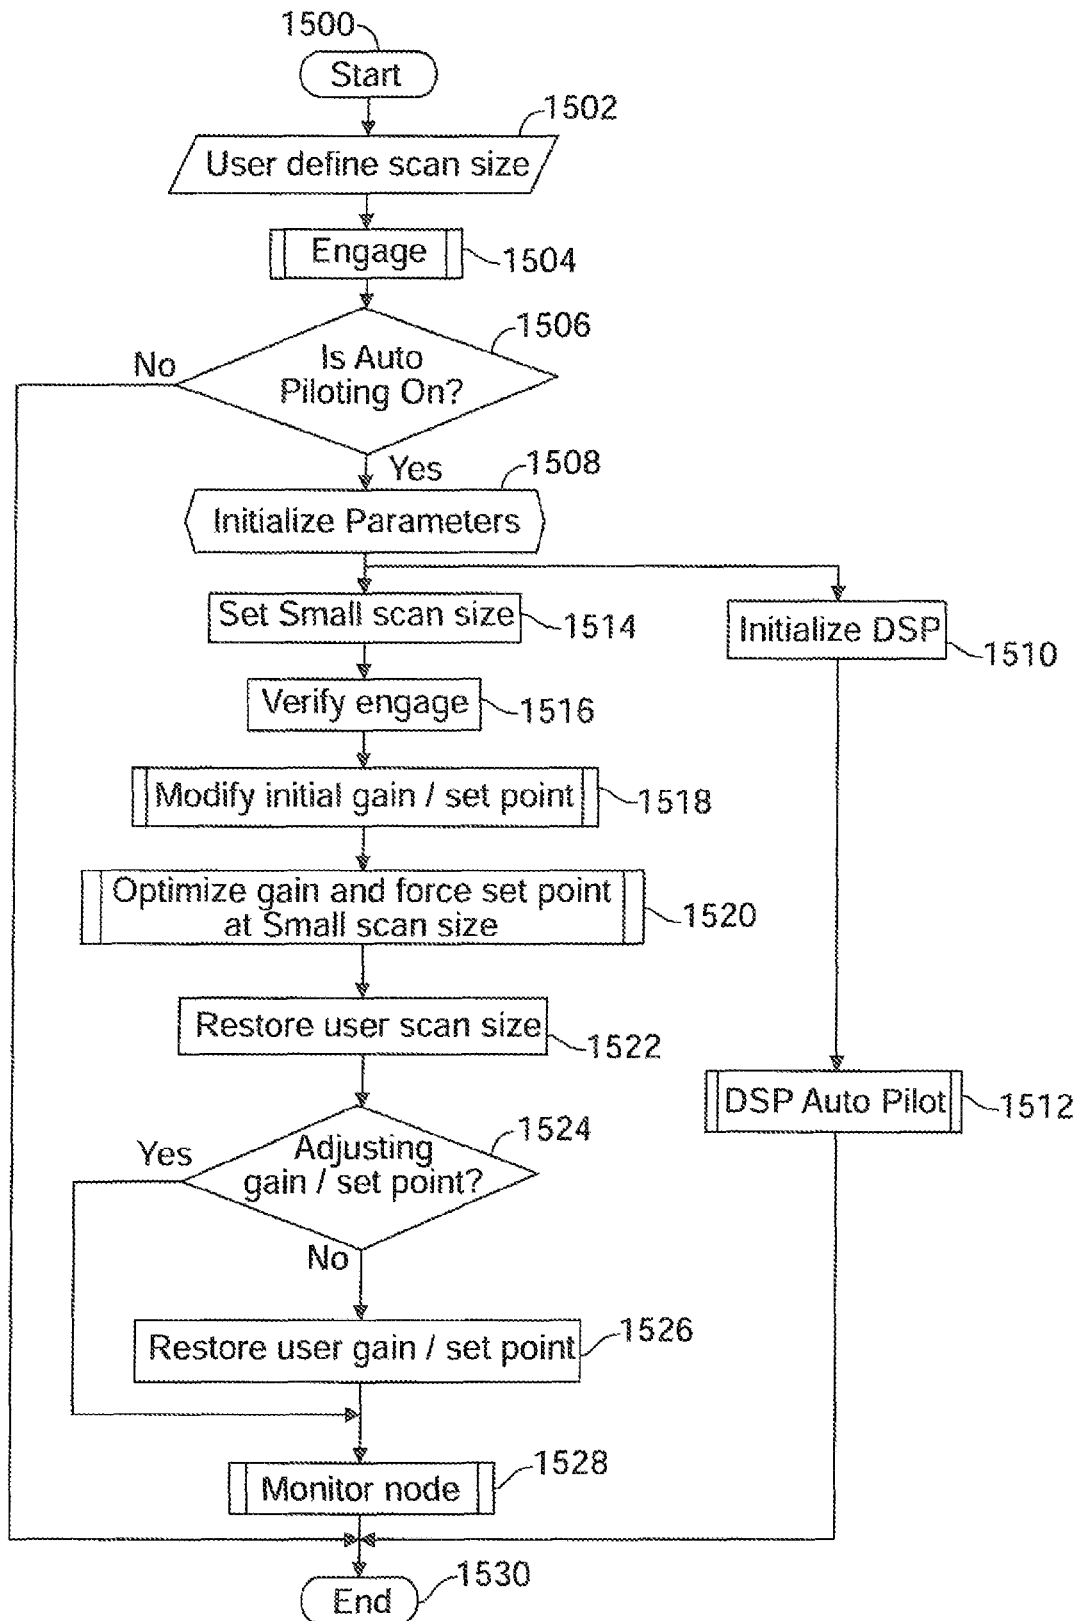 1500
Start
1502
User define scan size
Engage
1504
1506
No
Is Auto
Piloting On?
Yes
1508
Initialize Parameters
Set Small scan size
1514
Initialize DSP
1510
Verify engage
1516
Modify initial gain / set point
1518
Optimize gain and force set point
at Small scan size
1520
Restore user scan size
1522
DSP Auto Pilot
1512
1524
Yes
Adjusting
gain / set point?
No
1526
Restore user gain / set point
1528
Monitor node
1530
End